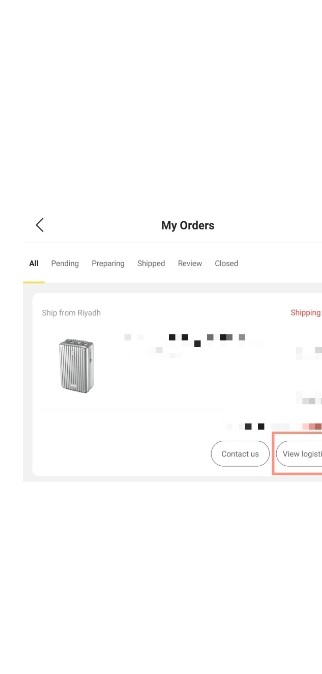 My Orders
All Pending Preparing Shipped Review Closed
Ship from Riyadh Shipping
Contact us View logisti